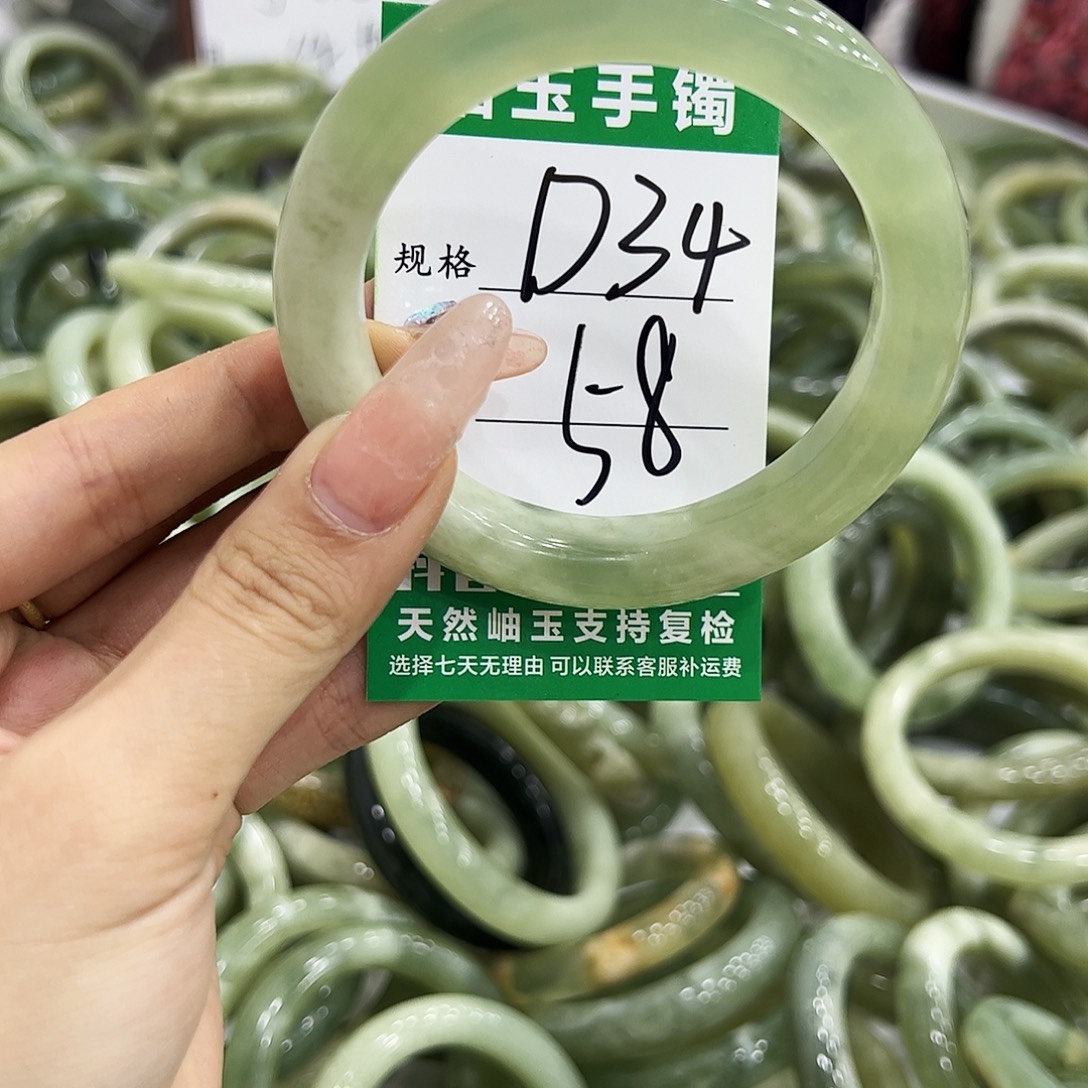 玉手镯
规格 D34
58
天然岫玉支持复检
选择七天无理由 可以联系客服补运费